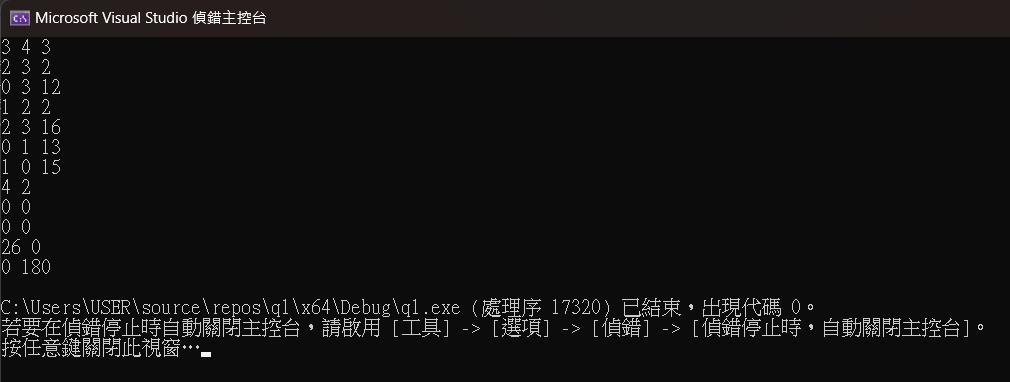 Microsoft Visual Studio 偵錯主控台
3 4 3
2 3 2
0 3 12
1 2 2
2 3 16
0 1 13
1 0 15
4 2
0 0
0 0
26 0
0 180
C:\Users\USER\source\repos\q1\x64\Debug\q1.exe (處理序 17320) 已結束，出現代碼 0。
若要在偵錯停止時自動關閉主控台，請啟用 [工具] -> [選項] -> [偵錯] -> [偵錯停止時，自動關閉主控台]。
按任意鍵關閉此視窗…